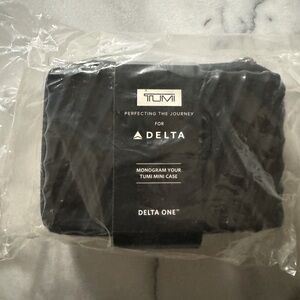 TUMI
PERFECTING THE JOURNEY
FOR
DELTA
MONOGRAM YOUR
TUMI MINI CASE
DELTA ONE™